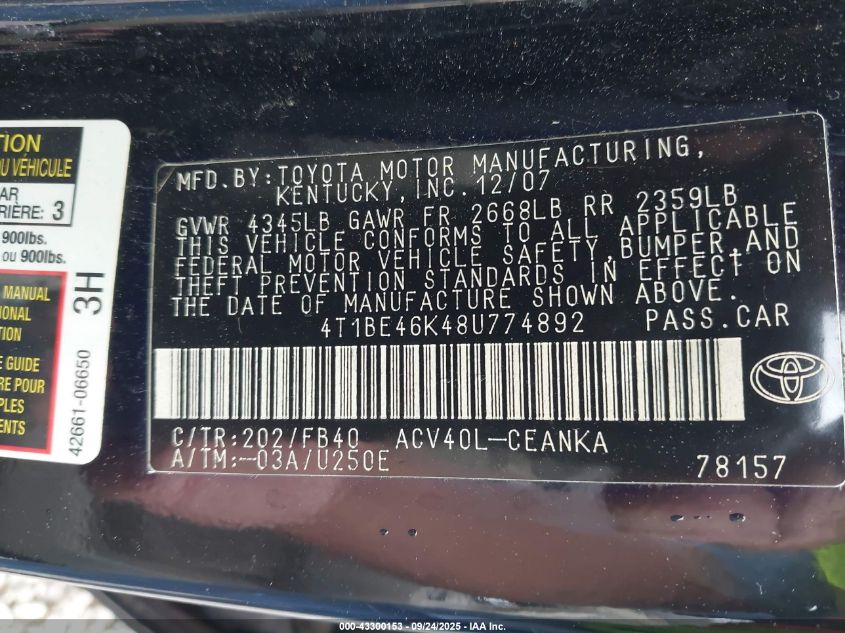 TION
OU VÉHICULE
AR
RIÈRE: 3
900lbs.
ou 900lbs.
MANUAL
tional
TION
E GUIDE
RE POUR
PLES
ENTS
3H
42661-06650
MFD.BY:TOYOTA MOTOR MANUFACTURING,
KENTUCKY,INC.12/07
GVWR 4345LB GAWR FR 2668LB RR 2359LB
THIS VEHICLE CONFORMS TO ALL APPLICABLE
FEDERAL MOTOR VEHICLE SAFETY,BUMPER,AND
THEFT PREVENTION STANDARDS IN EFFECT ON
THE DATE OF MANUFACTURE SHOWN ABOVE.
4T1BE46K48U774892 PASS.CAR
C/TR:202/FB40 ACV40L-CEANKA
A/TM:-03A/U250E
78157
000-43300153 - 09/24/2025 - IAA Inc.